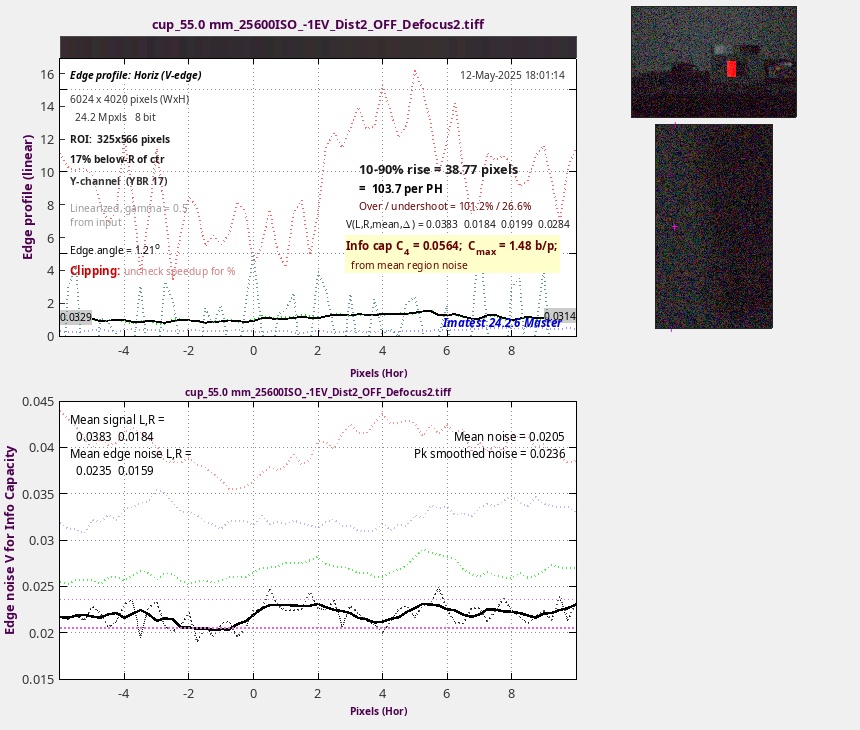 cup_55.0 mm_25600ISO_-1EV_Dist2_OFF_Defocus2.tiff
Edge profile: Horiz (V-edge)
12-May-2025 18:01:14
6024 x 4020 pixels (WxH)
24.2 Mpxls   8 bit
ROI:  325x566 pixels
17% below-R of ctr
Y-channel  (YBR 17)
Linearized, gamma = 0.5
from input
Edge angle = 1.21°
Clipping: uncheck speedup for %
10-90% rise = 38.77 pixels
=  103.7 per PH
Over / undershoot = 101.2% / 26.6%
V(L,R,mean,Δ) = 0.0383  0.0184  0.0199  0.0284
Info cap C4 = 0.0564;  Cmax = 1.48 b/p;
from mean region noise
0.0329
0.0314
Imatest 24.2.6 Master
Edge profile (linear)
16
14
12
10
8
6
4
2
0
-4
-2
0
2
4
6
8
Pixels (Hor)
cup_55.0 mm_25600ISO_-1EV_Dist2_OFF_Defocus2.tiff
Mean signal L,R =
0.0383  0.0184
Mean edge noise L,R =
0.0235  0.0159
Mean noise = 0.0205
Pk smoothed noise = 0.0236
Edge noise V for Info Capacity
0.045
0.04
0.035
0.03
0.025
0.02
0.015
-4
-2
0
2
4
6
8
Pixels (Hor)